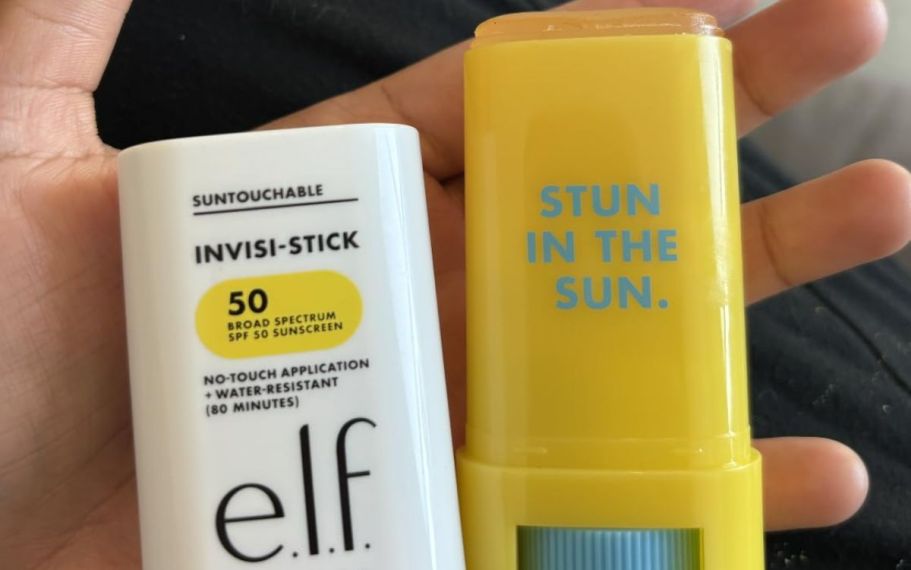 SUNTOUCHABLE
INVISI-STICK
50
BROAD SPECTRUM
SPF 50 SUNSCREEN
NO-TOUCH APPLICATION
+ WATER-RESISTANT
(80 MINUTES)
e.l.f.
STUN
IN THE
SUN.